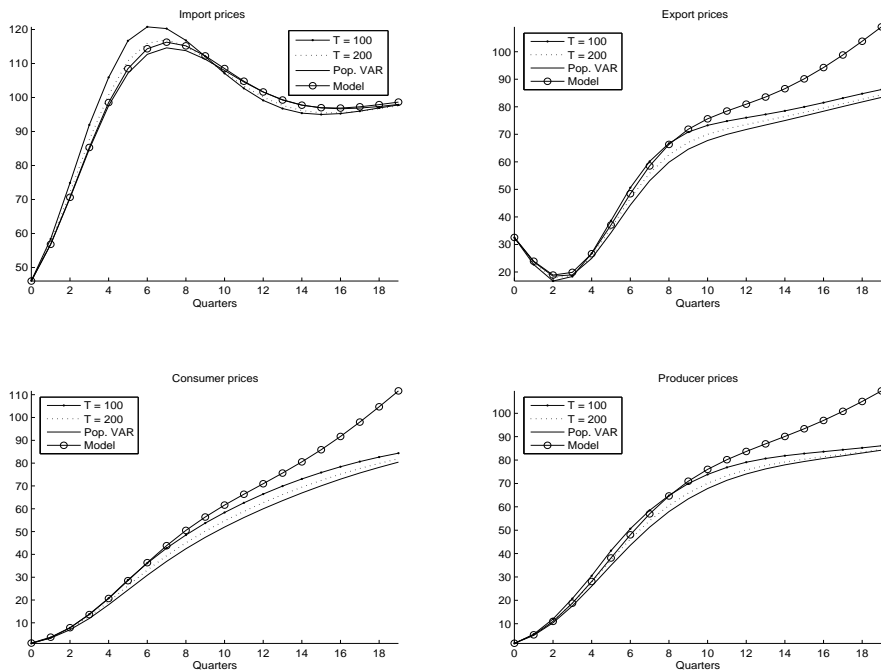 Import prices
120
110
100
90
80
70
60
50
0 2 4 6 8 10 12 14 16 18
Quarters
T = 100
T = 200
Pop. VAR
Model
Export prices
100
90
80
70
60
50
40
30
20
0 2 4 6 8 10 12 14 16 18
Quarters
T = 100
T = 200
Pop. VAR
Model
Consumer prices
110
100
90
80
70
60
50
40
30
20
10
0 2 4 6 8 10 12 14 16 18
Quarters
T = 100
T = 200
Pop. VAR
Model
Producer prices
100
90
80
70
60
50
40
30
20
10
0 2 4 6 8 10 12 14 16 18
Quarters
T = 100
T = 200
Pop. VAR
Model